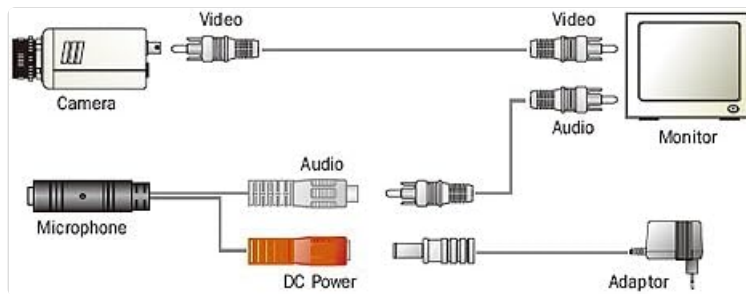 Video
Video
Camera
Audio
Monitor
Audio
Microphone
DC Power
Adaptor